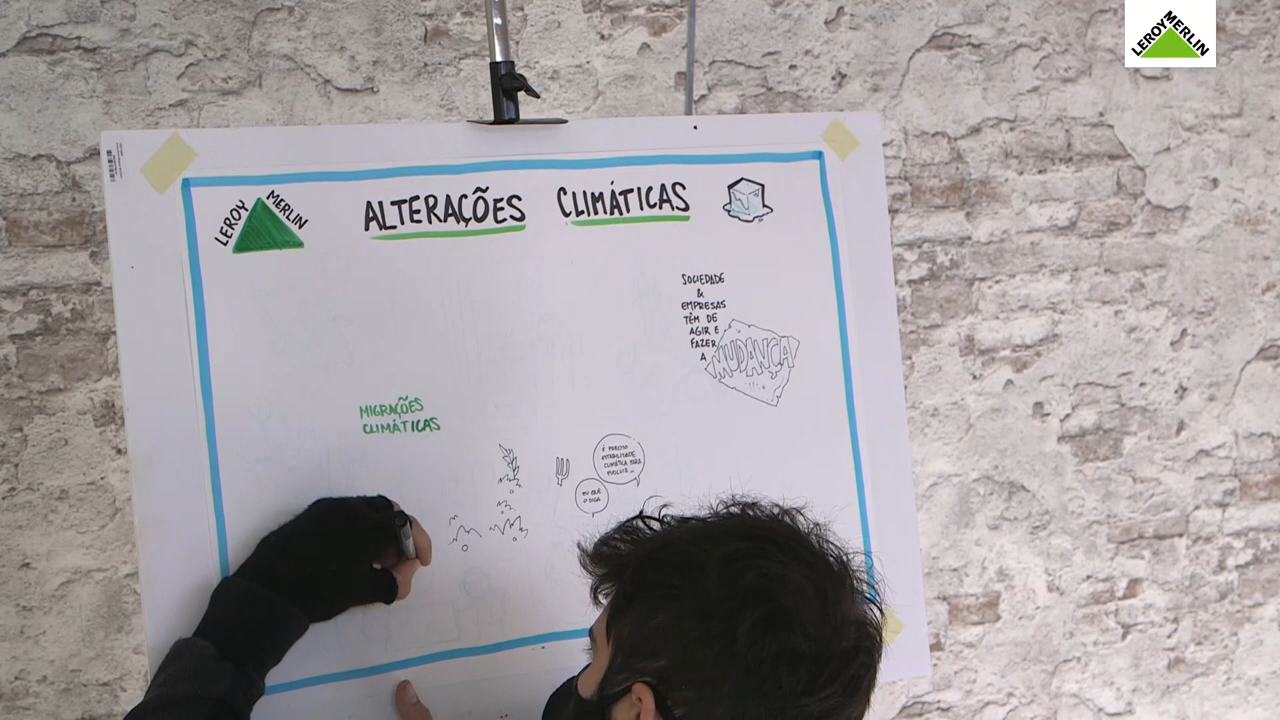 LEROY MERLIN
LEROY MERLIN
ALTERAÇÕES CLIMÁTICAS
SOCIEDADE
&
EMPRESAS
TÊM DE
AGIR E
FAZER
A
MUDANÇA
MIGRAÇÕES
CLIMÁTICAS
É PRECISO
ESTABILIDADE
CLIMÁTICA PARA
EVOLUIR...
EU QUE
O DIGA